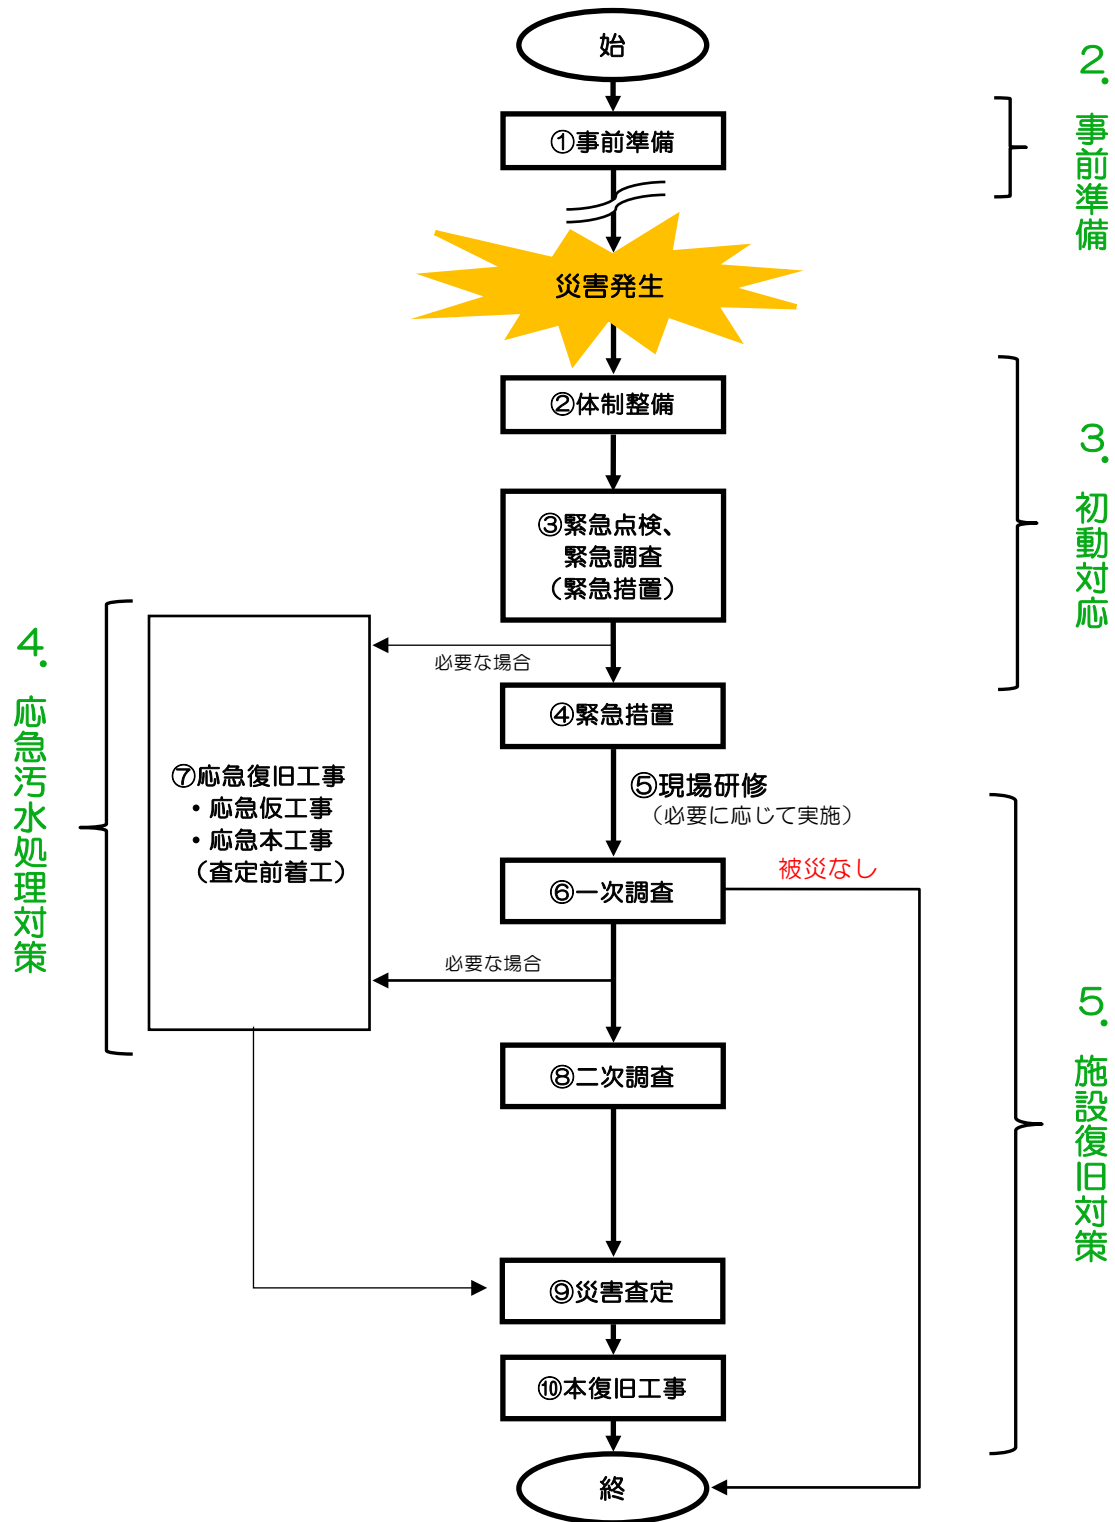 始
①事前準備
災害発生
②体制整備
③緊急点検、
緊急調査
（緊急措置）
必要な場合
④緊急措置
⑤現場研修
（必要に応じて実施）
⑥一次調査
被災なし
必要な場合
⑦応急復旧工事
・応急仮工事
・応急本工事
（査定前着工）
⑧二次調査
⑨災害査定
⑩本復旧工事
終
2．事前準備
3．初動対応
4．応急汚水処理対策
5．施設復旧対策